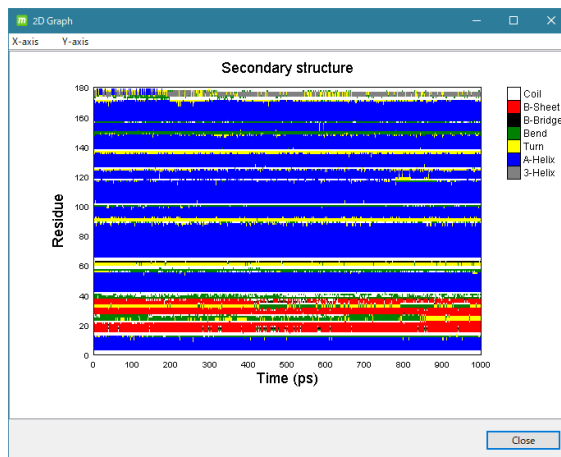 2D Graph
X-axis Y-axis
Secondary structure
Coil
B-Sheet
B-Bridge
Bend
Turn
A-Helix
3-Helix
180
160
140
120
100
80
60
40
20
0
Residue
0 100 200 300 400 500 600 700 800 900 1000
Time (ps)
Close